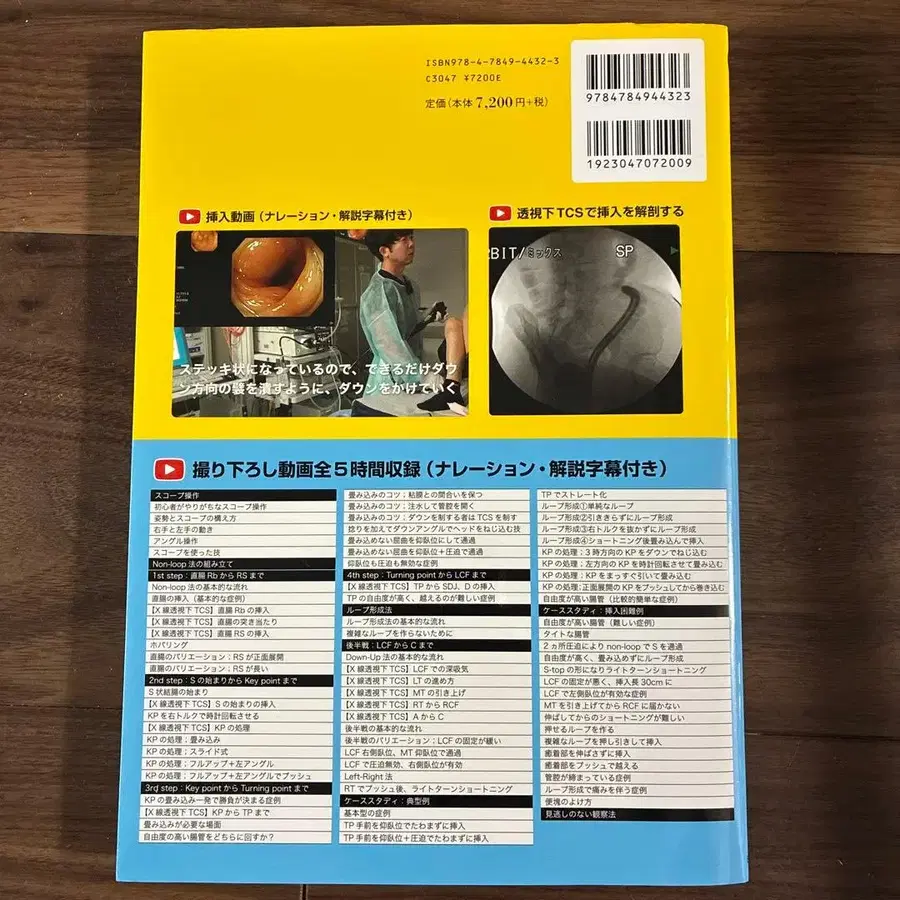 ISBN978-4-7849-4432-3
C3047 ¥7200E
定価(本体7,200円+税)
9784784944323
1923047072009
挿入動画(ナレーション・解説字幕付き)
ステッキ状になっているので、できるだけダウ
ン方向の襞を潰すように、ダウンをかけていく
透視下TCSで挿入を解剖する
RBIT/ミックス
SP
撮り下ろし動画全5時間収録(ナレーション・解説字幕付き)
スコープ操作
初心者がやりがちなスコープ操作
姿勢とスコープの構え方
右手と左手の動き
アングル操作
スコープを使った技
Non-loop法の組み立て
1st step:直腸RbからRSまで
Non-loop法の基本的な流れ
直腸の挿入(基本的な症例)
【X線透視下TCS】直腸Rbの挿入
【X線透視下TCS】直腸の突き当たり
【X線透視下TCS】直腸RSの挿入
ホバリング
直腸のバリエーション;RSが正面展開
直腸のバリエーション;RSが長い
2nd step:Sの始まりからKey pointまで
S状結腸の始まり
【X線透視下TCS】Sの始まりの挿入
KPを右トルクで時計回転させる
【X線透視下TCS】KPの処理
KPの処理;畳み込み
KPの処理;スライド式
KPの処理;フルアップ+左アングル
KPの処理;フルアップ+左アングルでプッシュ
3rd step:Key pointからTurning pointまで
KPの畳み込み一発で勝負が決まる症例
【X線透視下TCS】KPからTPまで
畳み込みが必要な場面
自由度の高い腸管をどちらに回すか?
畳み込みのコツ;粘膜との間合いを保つ
畳み込みのコツ;注水して管腔を開く
畳み込みのコツ;ダウンを制する者はTCSを制す
捻りを加えてダウンアングルでヘッドをねじ込む技
畳み込めない屈曲を仰臥位にして通過
畳み込めない屈曲を仰臥位+圧迫で通過
仰臥位も圧迫も無効な症例
4th step:Turning pointからLCFまで
【X線透視下TCS】TPからSDJ、Dの挿入
TPの自由度が高く、越えるのが難しい症例
ループ形成法
ループ形成法の基本的な流れ
複雑なループを作らないために
後半戦:LCFからCまで
Down-Up法の基本的な流れ
【X線透視下TCS】LCFでの深吸気
【X線透視下TCS】LTの進め方
【X線透視下TCS】MTの引き上げ
【X線透視下TCS】RTからRCF
【X線透視下TCS】AからC
後半戦の基本的な流れ
後半戦のバリエーション:LCFの固定が緩い
LCF右側臥位、MT仰臥位で通過
LCFで圧迫無効、右側臥位が有効
Left-Right法
RTでプッシュ後、ライトターンショートニング
ケーススタディ:典型例
基本型の症例
TP手前を仰臥位でたわまずに挿入
TP手前を仰臥位+圧迫でたわまずに挿入
TPでストレート化
ループ形成①単純なループ
ループ形成②引ききらずにループ形成
ループ形成③右トルクを抜かずにループ形成
ループ形成④ショートニング後畳み込んで挿入
KPの処理;3時方向のKPをダウンでねじ込む
KPの処理;左方向のKPを時計回転させて畳み込む
KPの処理;KPをまっすぐ引いて畳み込む
KPの処理;正面展開のKPをプッシュしてから巻き込む
自由度が高い腸管(比較的簡単な症例)
ケーススタディ:挿入困難例
自由度が高い腸管(難しい症例)
タイトな腸管
2ヵ所圧迫によりnon-loopでSを通過
自由度が高く、畳み込めずにループ形成
S-topの形になりライトターンショートニング
LCFの固定が悪く、挿入長30cmに
LCFで左側臥位が有効な症例
MTを引き上げてからRCFに届かない
伸ばしてからのショートニングが難しい
押せるループを作る
複雑なループを押し引きして挿入
癒着部を伸ばさずに挿入
癒着部をプッシュで越える
管腔が締まっている症例
ループ形成で痛みを伴う症例
便塊のよけ方
見逃しのない観察法